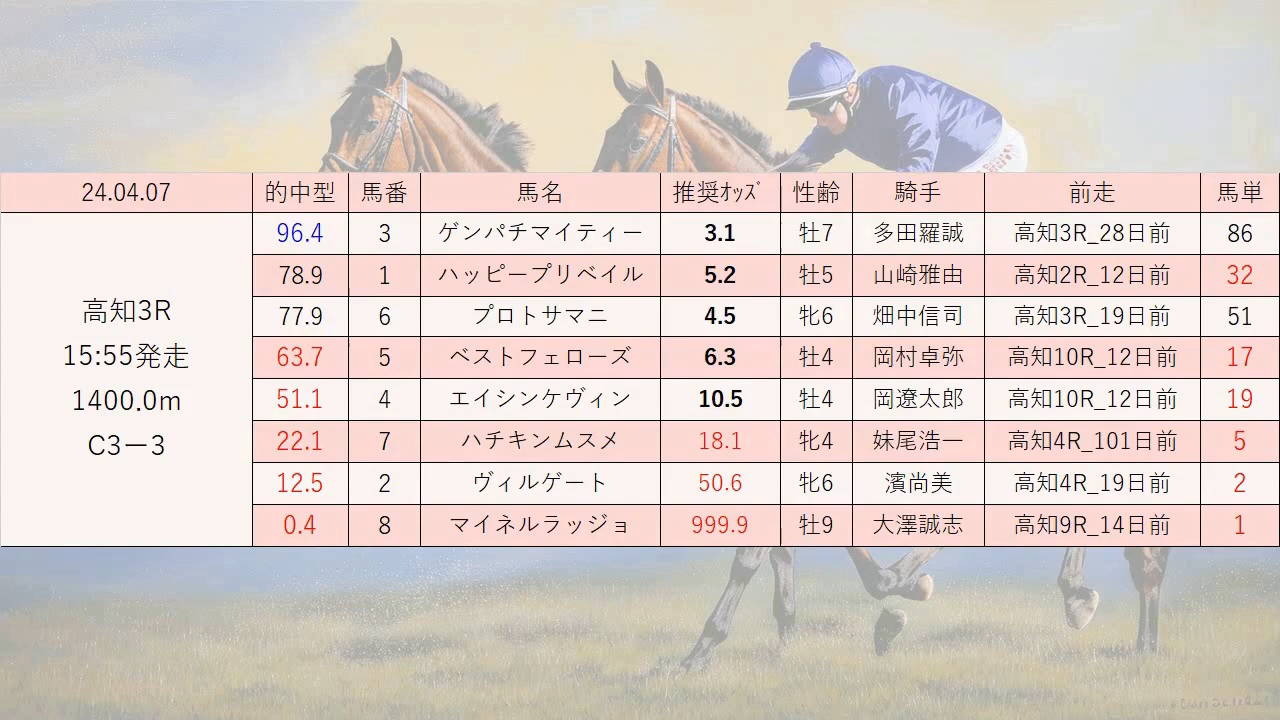 24.04.07 的中型 馬番 馬名 推奨ｵｯｽﾞ 性齢 騎手 前走 馬単
高知3R
15:55発走
1400.0m
C3ー3
96.4 3 ゲンパチマイティー 3.1 牡7 多田羅誠 高知3R_28日前 86
78.9 1 ハッピープリベイル 5.2 牡5 山崎雅由 高知2R_12日前 32
77.9 6 プロトサマニ 4.5 牝6 畑中信司 高知3R_19日前 51
63.7 5 ベストフェローズ 6.3 牡4 岡村卓弥 高知10R_12日前 17
51.1 4 エイシンケヴィン 10.5 牡4 岡遼太郎 高知10R_12日前 19
22.1 7 ハチキンムスメ 18.1 牝4 妹尾浩一 高知4R_101日前 5
12.5 2 ヴィルゲート 50.6 牝6 濱尚美 高知4R_19日前 2
0.4 8 マイネルラッジョ 999.9 牡9 大澤誠志 高知9R_14日前 1